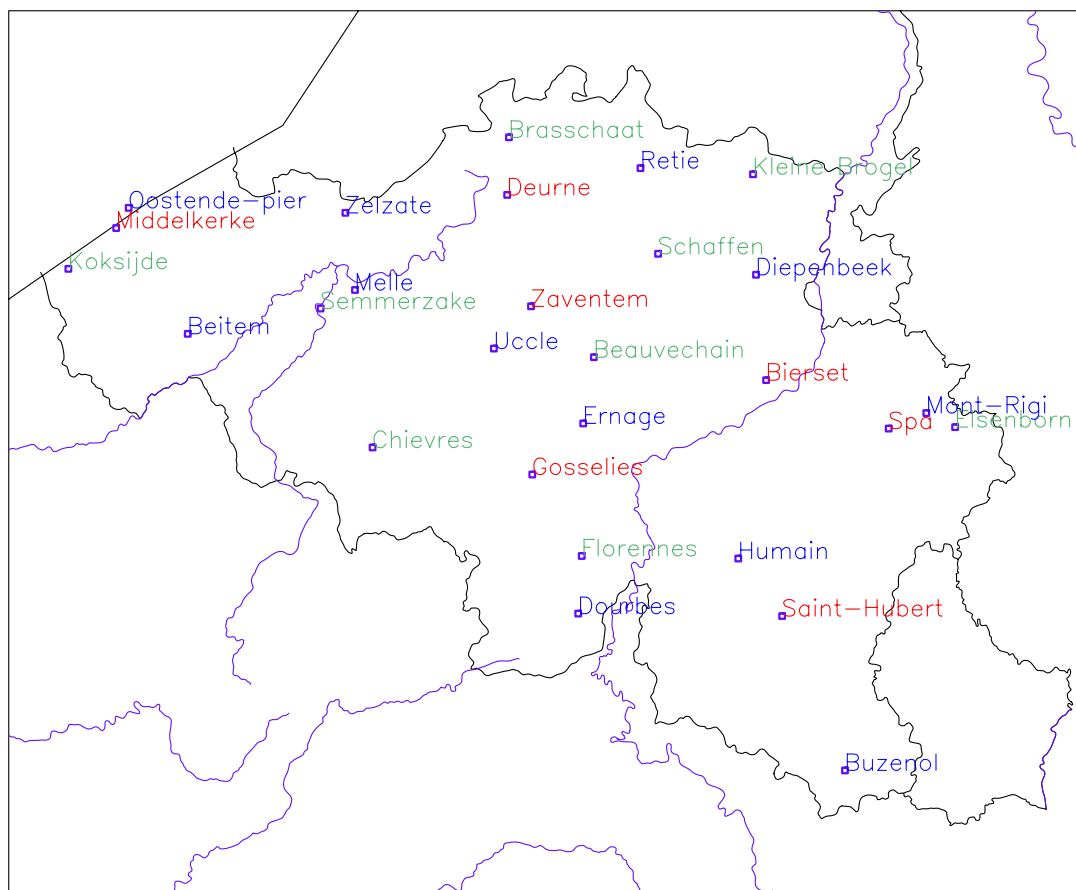 Brasschaat
Retie
Kleine Brogel
Deurne
Oostende-pier
Zelzate
Middelkerke
Schaffen
Koksijde
Diepenbeek
Melle
Semmerzake
Zaventem
Beitem
Uccle
Beauvechain
Bierset
Mont-Rigi
Ernage
Spa
Elsenborn
Chievres
Gosselies
Florennes
Humain
Dourbes
Saint-Hubert
Buzenol